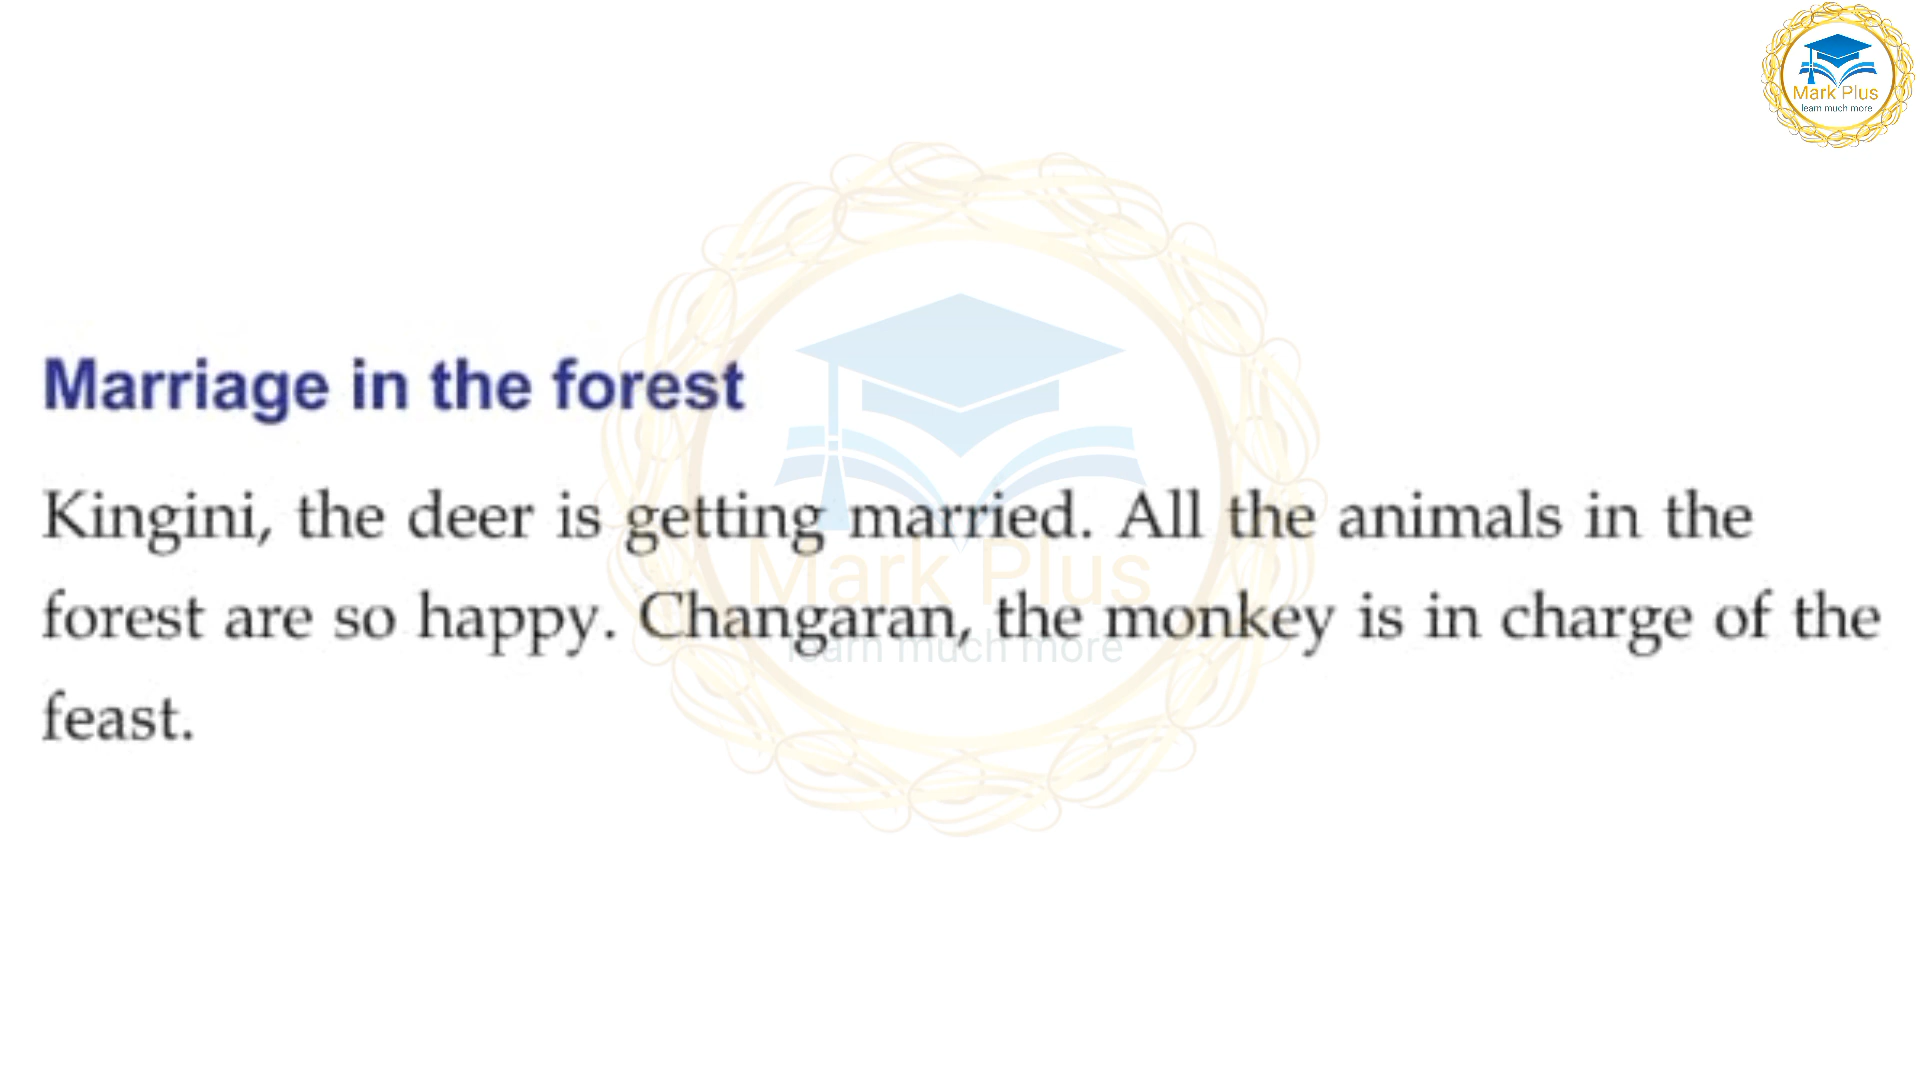 Mark Plus
learn much more
Marriage in the forest
Kingini, the deer is getting married. All the animals in the
forest are so happy. Changaran, the monkey is in charge of the
feast.
Mark Plus
learn much more